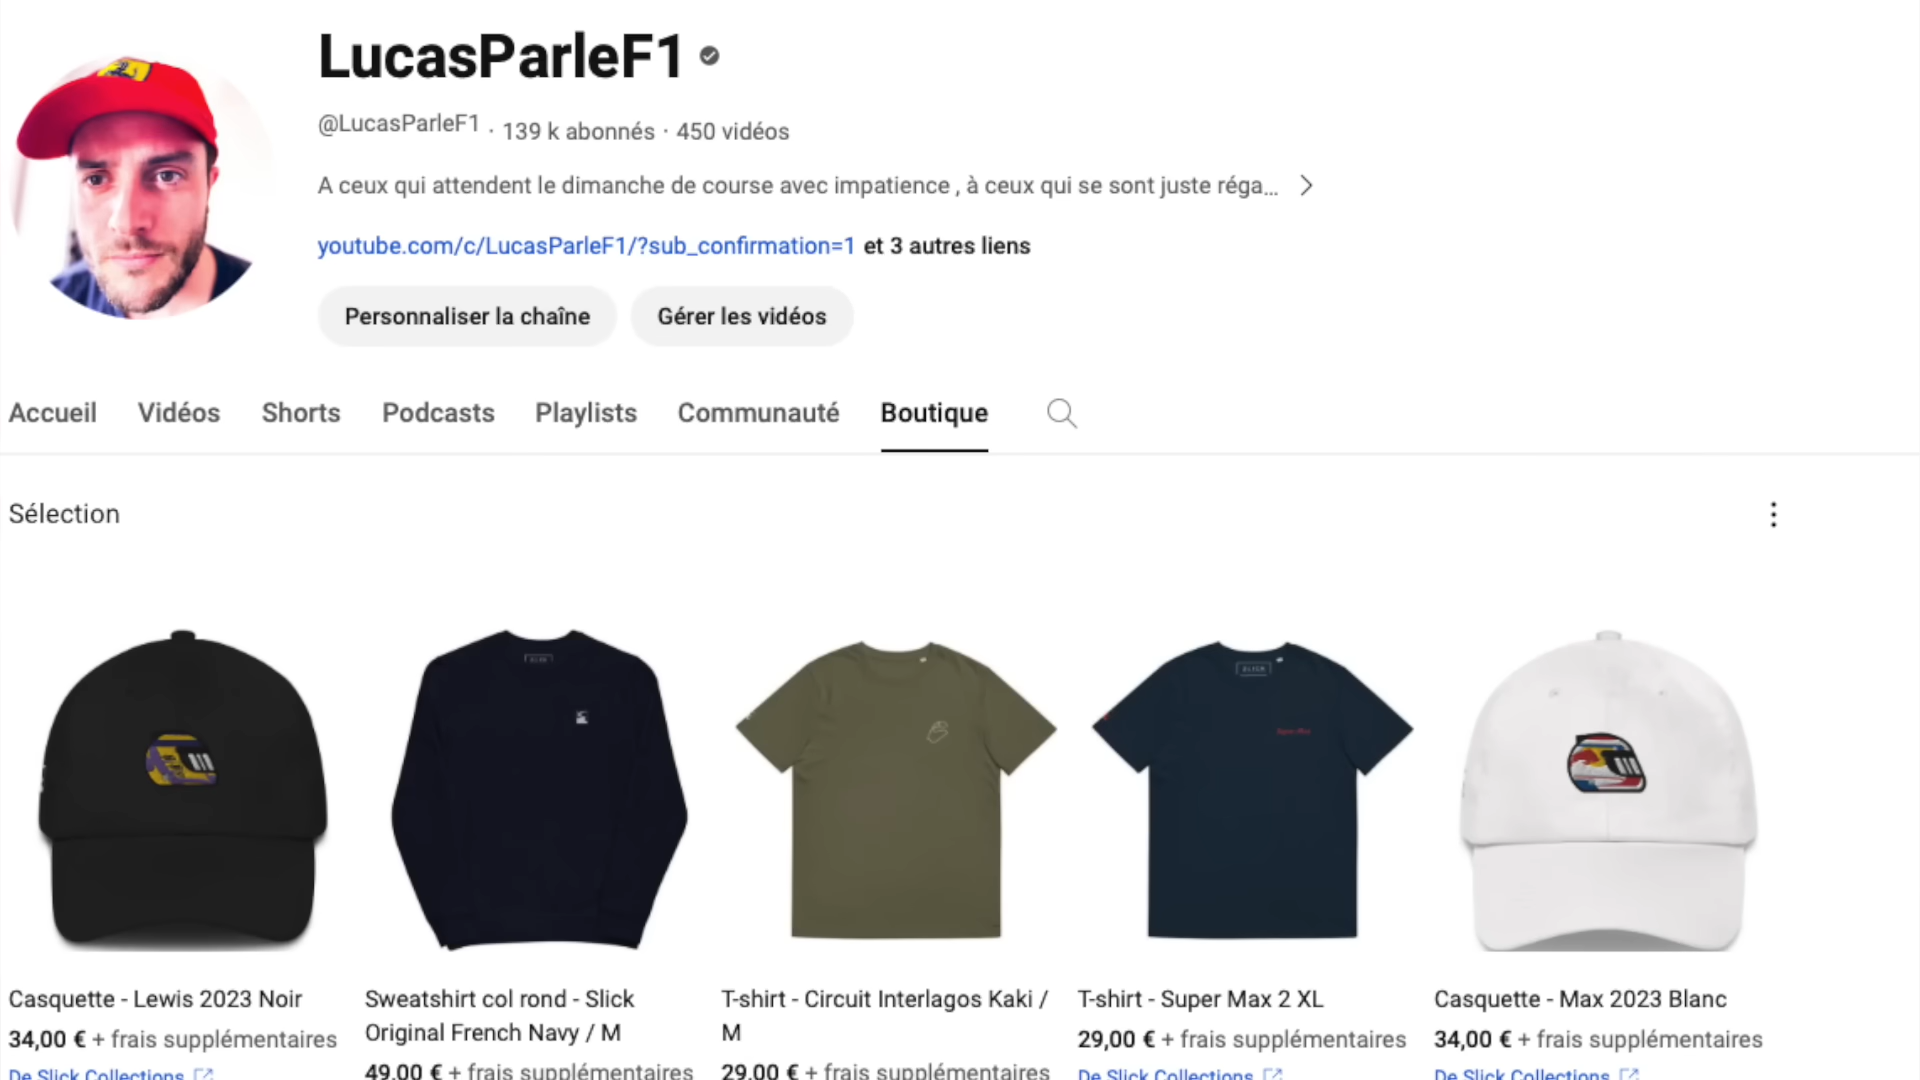 LucasParleF1
@LucasParleF1 · 139 k abonnés · 450 vidéos
A ceux qui attendent le dimanche de course avec impatience , à ceux qui se sont juste réga...
youtube.com/c/LucasParleF1/?sub_confirmation=1 et 3 autres liens
Personnaliser la chaîne Gérer les vidéos
Accueil Vidéos Shorts Podcasts Playlists Communauté Boutique
Sélection
SLICK
Super Max
Casquette - Lewis 2023 Noir
34,00 € + frais supplémentaires
De Slick Collections
Sweatshirt col rond - Slick
Original French Navy / M
49,00 € + frais supplémentaires
T-shirt - Circuit Interlagos Kaki /
M
29,00 € + frais supplémentaires
T-shirt - Super Max 2 XL
29,00 € + frais supplémentaires
De Slick Collections
Casquette - Max 2023 Blanc
34,00 € + frais supplémentaires
De Slick Collections